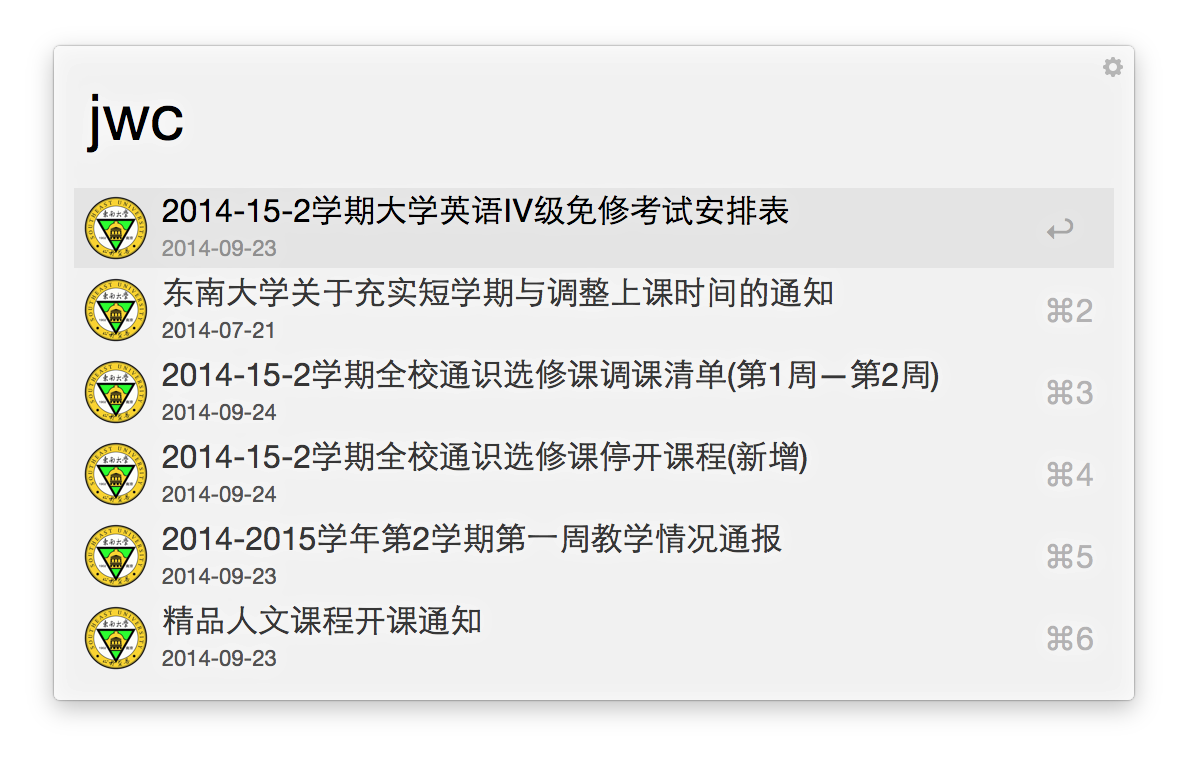 jwc
2014-15-2学期大学英语IV级免修考试安排表
2014-09-23
东南大学关于充实短学期与调整上课时间的通知
2014-07-21
⌘2
2014-15-2学期全校通识选修课调课清单(第1周—第2周)
2014-09-24
⌘3
2014-15-2学期全校通识选修课停开课程(新增)
2014-09-24
⌘4
2014-2015学年第2学期第一周教学情况通报
2014-09-23
⌘5
精品人文课程开课通知
2014-09-23
⌘6